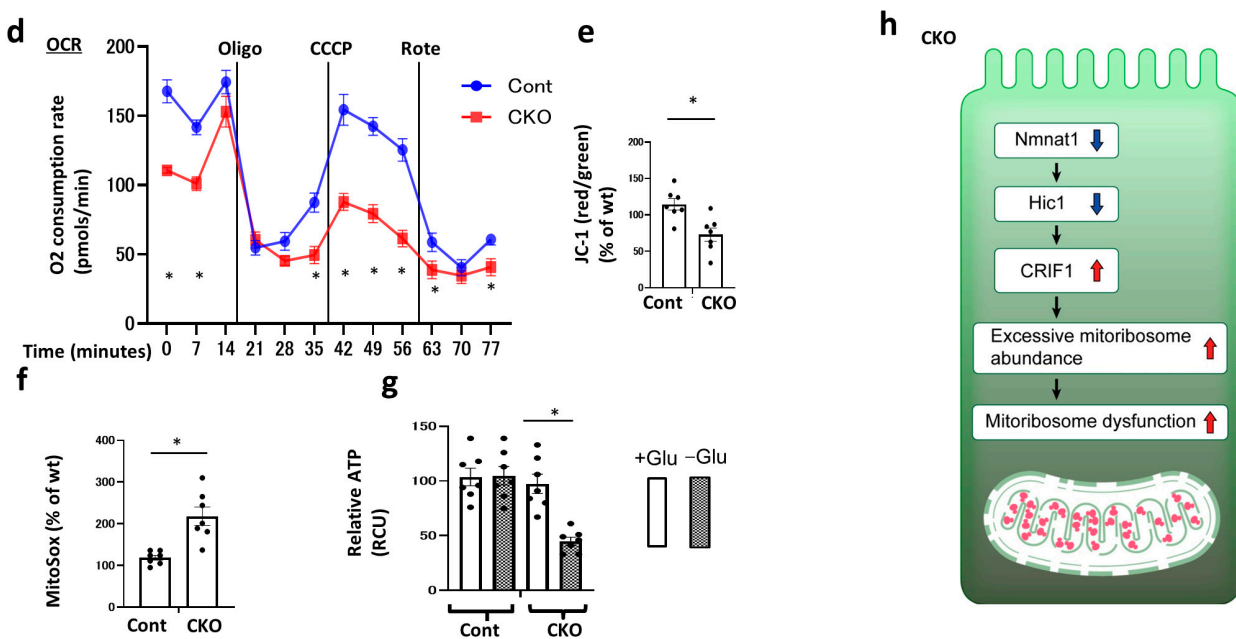 d
OCR
Oligo
CCCP
Rote
200
150
100
50
0
O2 consumption rate
(pmols/min)
Cont
CKO
* * * * * * * *
Time (minutes) 0 7 14 21 28 35 42 49 56 63 70 77
e
*
200
150
100
50
0
JC-1 (red/green)
(% of wt)
Cont CKO
f
*
400
300
200
100
0
MitoSox (% of wt)
Cont CKO
g
*
150
100
50
0
Relative ATP
(RCU)
Cont CKO
+Glu −Glu
h
CKO
Nmnat1
Hic1
CRIF1
Excessive mitoribosome
abundance
Mitoribosome dysfunction